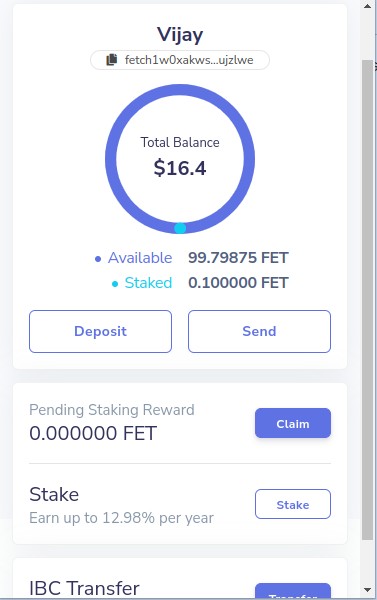 Vijay
fetch1w0xakws...ujzlwe
Total Balance
$16.4
Available 99.79875 FET
Staked 0.100000 FET
Deposit Send
Pending Staking Reward
0.000000 FET
Claim
Stake
Earn up to 12.98% per year
Stake
IBC Transfer
Transfer